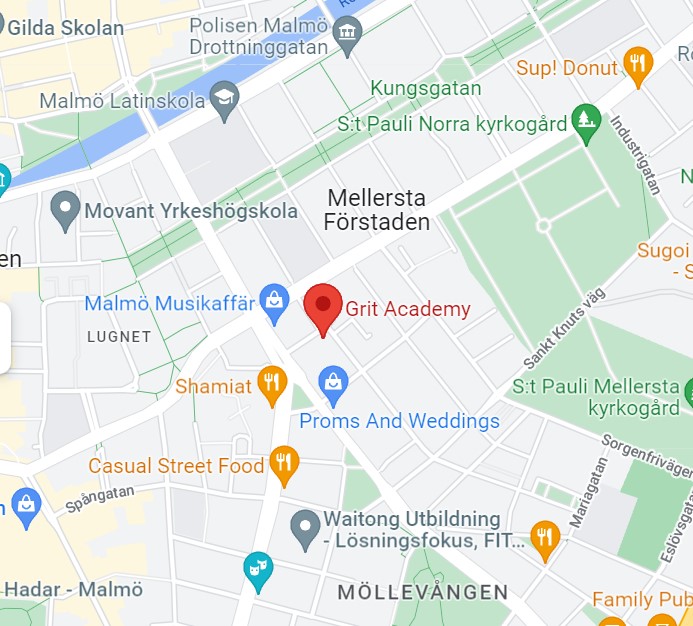 Gilda Skolan
Polisen Malmö
Drottninggatan
Sup! Donut
Kungsgatan
Malmö Latinskola
S:t Pauli Norra kyrkogård
Industrigatan
Mellersta
Förstaden
Movant Yrkeshögskola
N
en
Sugoi
- S
Malmö Musikaffär
Grit Academy
LUGNET
Sankt Knuts väg
Shamiat
S:t Pauli Mellersta
kyrkogård
Proms And Weddings
Sorgenfrivägen
Casual Street Food
Spångatan
Mariagatan
Waitong Utbildning
- Lösningsfokus, FIT...
Eslövsgata
Hadar - Malmö
MÖLLEVÅNGEN
Family Pub